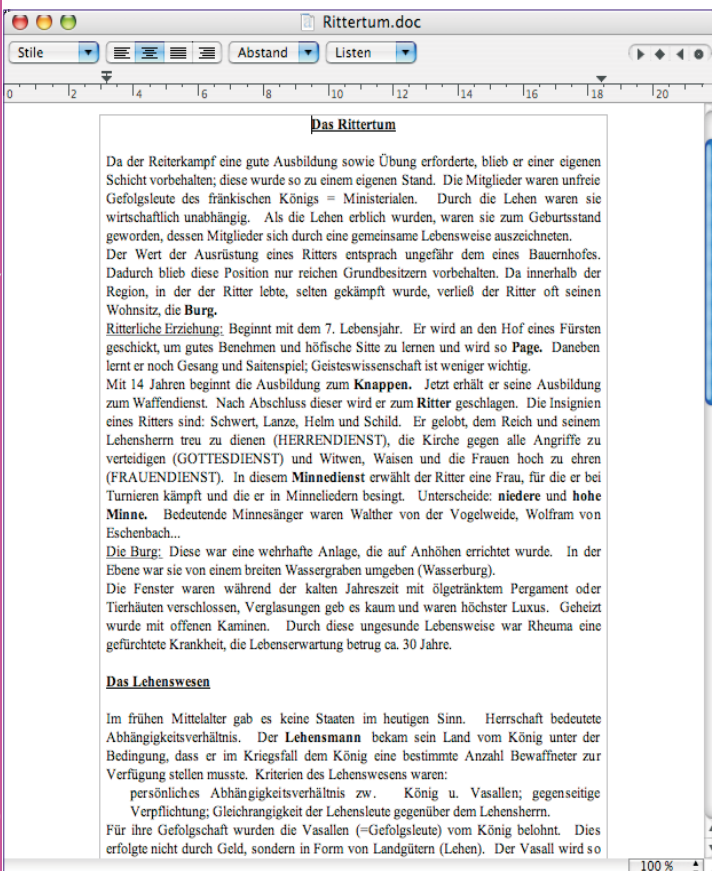 Rittertum.doc
Stile Abstand Listen
0 2 4 6 8 10 12 14 16 18 20
Das Rittertum
Da der Reiterkampf eine gute Ausbildung sowie Übung erforderte, blieb er einer eigenen
Schicht vorbehalten; diese wurde so zu einem eigenen Stand. Die Mitglieder waren unfreie
Gefolgsleute des fränkischen Königs = Ministerialen. Durch die Lehen waren sie
wirtschaftlich unabhängig. Als die Lehen erblich wurden, waren sie zum Geburtsstand
geworden, dessen Mitglieder sich durch eine gemeinsame Lebensweise auszeichneten.
Der Wert der Ausrüstung eines Ritters entsprach ungefähr dem eines Bauernhofes.
Dadurch blieb diese Position nur reichen Grundbesitzern vorbehalten. Da innerhalb der
Region, in der der Ritter lebte, selten gekämpft wurde, verließ der Ritter oft seinen
Wohnsitz, die Burg.
Ritterliche Erziehung: Beginnt mit dem 7. Lebensjahr. Er wird an den Hof eines Fürsten
geschickt, um gutes Benehmen und höfische Sitte zu lernen und wird so Page. Daneben
lernt er noch Gesang und Saitenspiel; Geisteswissenschaft ist weniger wichtig.
Mit 14 Jahren beginnt die Ausbildung zum Knappen. Jetzt erhält er seine Ausbildung
zum Waffendienst. Nach Abschluss dieser wird er zum Ritter geschlagen. Die Insignien
eines Ritters sind: Schwert, Lanze, Helm und Schild. Er gelobt, dem Reich und seinem
Lehensherrn treu zu dienen (HERRENDIENST), die Kirche gegen alle Angriffe zu
verteidigen (GOTTESDIENST) und Witwen, Waisen und die Frauen hoch zu ehren
(FRAUENDIENST). In diesem Minnedienst erwählt der Ritter eine Frau, für die er bei
Turnieren kämpft und die er in Minneliedern besingt. Unterscheide: niedere und hohe
Minne. Bedeutende Minnesänger waren Walther von der Vogelweide, Wolfram von
Eschenbach...
Die Burg: Diese war eine wehrhafte Anlage, die auf Anhöhen errichtet wurde. In der
Ebene war sie von einem breiten Wassergraben umgeben (Wasserburg).
Die Fenster waren während der kalten Jahreszeit mit ölgetränktem Pergament oder
Tierhäuten verschlossen, Verglasungen geb es kaum und waren höchster Luxus. Geheizt
wurde mit offenen Kaminen. Durch diese ungesunde Lebensweise war Rheuma eine
gefürchtete Krankheit, die Lebenserwartung betrug ca. 30 Jahre.
Das Lehenswesen
Im frühen Mittelalter gab es keine Staaten im heutigen Sinn. Herrschaft bedeutete
Abhängigkeitsverhältnis. Der Lehensmann bekam sein Land vom König unter der
Bedingung, dass er im Kriegsfall dem König eine bestimmte Anzahl Bewaffneter zur
Verfügung stellen musste. Kriterien des Lehenswesens waren:
persönliches Abhängigkeitsverhältnis zw. König u. Vasallen; gegenseitige
Verpflichtung; Gleichrangigkeit der Lehensleute gegenüber dem Lehensherrn.
Für ihre Gefolgschaft wurden die Vasallen (=Gefolgsleute) vom König belohnt. Dies
erfolgte nicht durch Geld, sondern in Form von Landgütern (Lehen). Der Vasall wird so
100 %